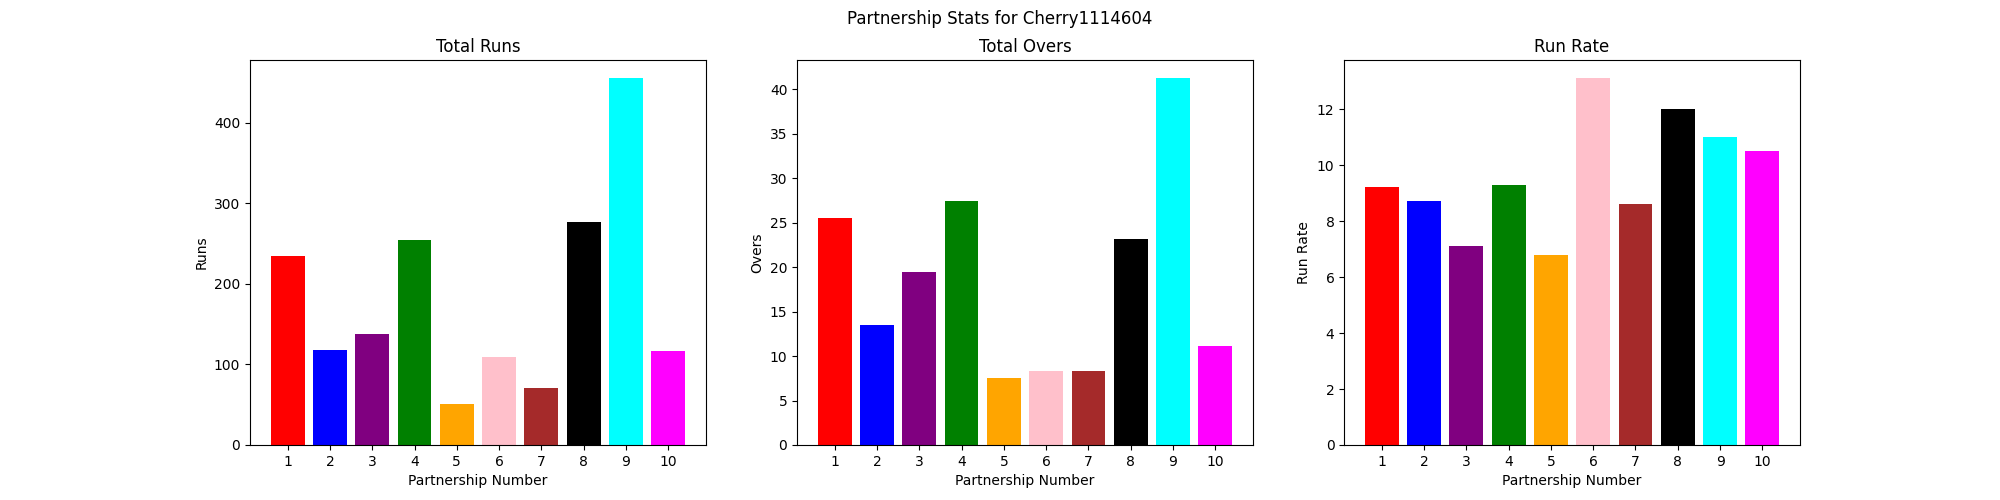 Partnership Stats for Cherry1114604
Total Runs
Runs
400
300
200
100
0
1 2 3 4 5 6 7 8 9 10
Partnership Number
Total Overs
Overs
40
35
30
25
20
15
10
5
0
1 2 3 4 5 6 7 8 9 10
Partnership Number
Run Rate
Run Rate
12
10
8
6
4
2
0
1 2 3 4 5 6 7 8 9 10
Partnership Number